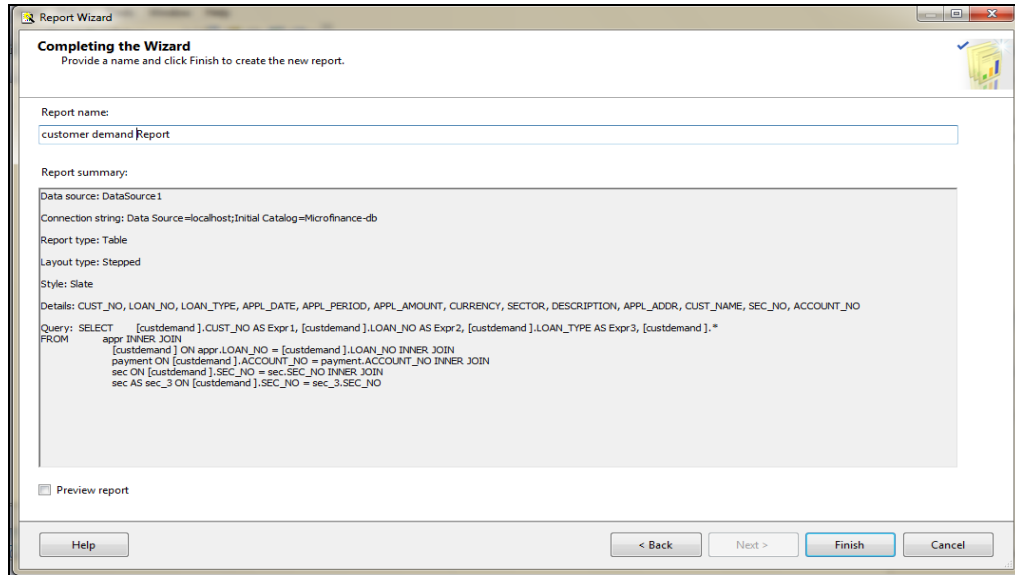 Report Wizard
Completing the Wizard
Provide a name and click Finish to create the new report.
Report name:
customer demand Report
Report summary:
Data source: DataSource1
Connection string: Data Source=localhost;Initial Catalog=Microfinance-db
Report type: Table
Layout type: Stepped
Style: Slate
Details: CUST_NO, LOAN_NO, LOAN_TYPE, APPL_DATE, APPL_PERIOD, APPL_AMOUNT, CURRENCY, SECTOR, DESCRIPTION, APPL_ADDR, CUST_NAME, SEC_NO, ACCOUNT_NO
Query: SELECT [custdemand ].CUST_NO AS Expr1, [custdemand ].LOAN_NO AS Expr2, [custdemand ].LOAN_TYPE AS Expr3, [custdemand ].*
FROM appr INNER JOIN
[custdemand ] ON appr.LOAN_NO = [custdemand ].LOAN_NO INNER JOIN
payment ON [custdemand ].ACCOUNT_NO = payment.ACCOUNT_NO INNER JOIN
sec ON [custdemand ].SEC_NO = sec.SEC_NO INNER JOIN
sec AS sec_3 ON [custdemand ].SEC_NO = sec_3.SEC_NO
Preview report
Help < Back Next > Finish Cancel